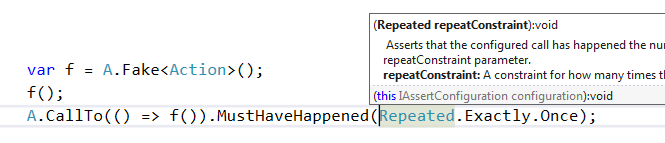 (Repeated repeatConstraint):void
Asserts that the configured call has happened the nu
repeatConstraint parameter.
repeatConstraint: A constraint for how many times th
(this IAssertConfiguration configuration):void
var f = A.Fake<Action>();
f();
A.CallTo(() => f()).MustHaveHappened(Repeated.Exactly.Once);